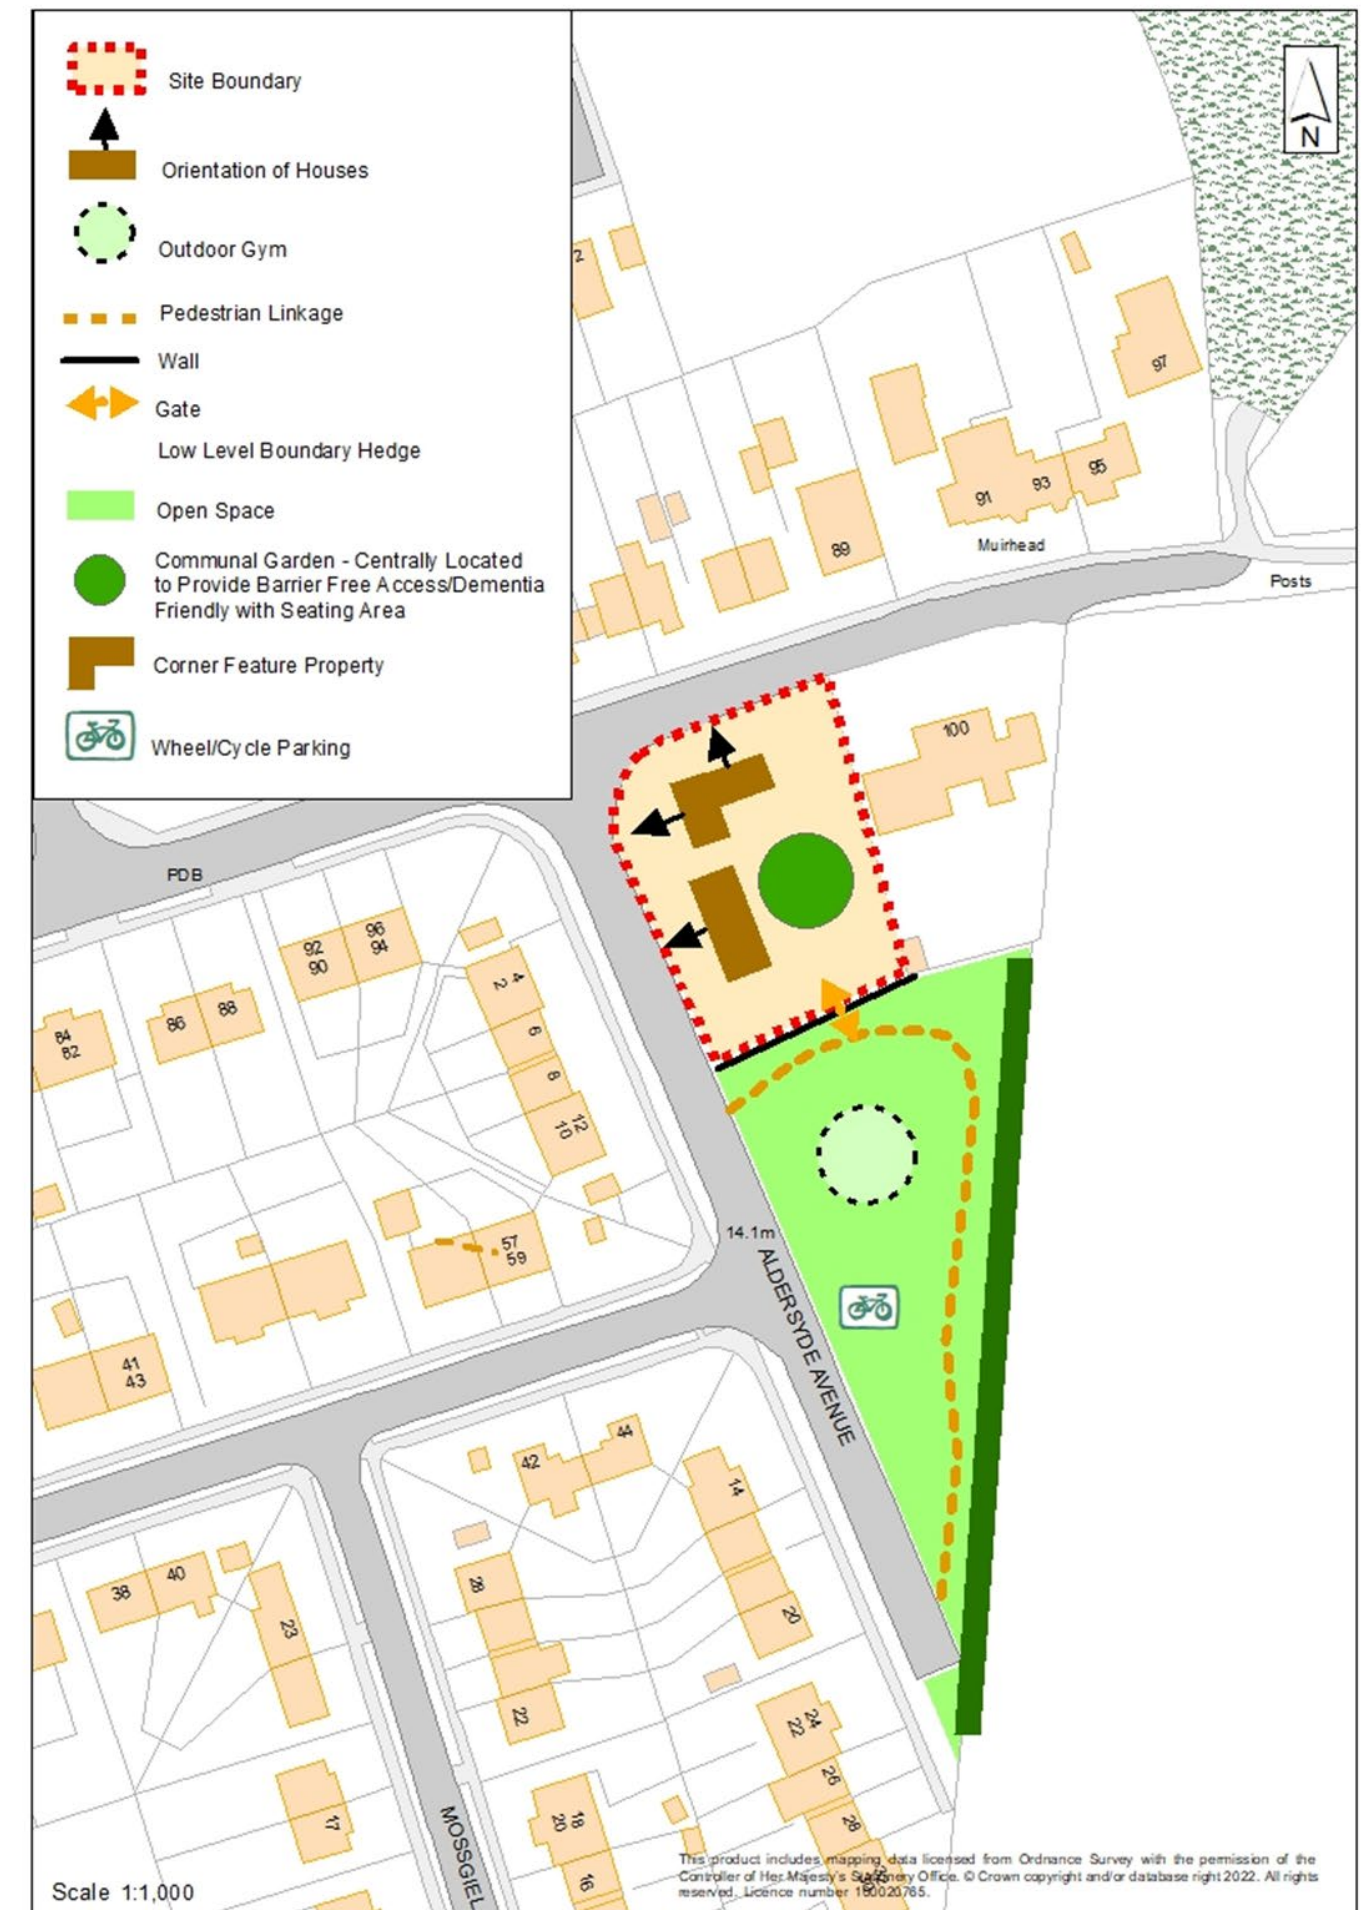 Site Boundary
Orientation of Houses
Outdoor Gym
Pedestrian Linkage
Wall
Gate
Low Level Boundary Hedge
Open Space
Communal Garden - Centrally Located
to Provide Barrier Free Access/Dementia
Friendly with Seating Area
Corner Feature Property
Wheel/Cycle Parking
N
2
97
95
93
91
89
Muirhead
Posts
100
PDB
96
94
92
90
88
86
84
82
4
2
6
8
12
10
57
59
14.1m
ALDERSYDE AVENUE
41
43
44
42
14
20
28
22
40
38
23
17
24
22
26
28
18
20
16
MOSSGIEL
This product includes mapping data licensed from Ordnance Survey with the permission of the
Controller of Her Majesty's Stationery Office. © Crown copyright and/or database right 2022. All rights
reserved. Licence number 100020765.
Scale 1:1,000